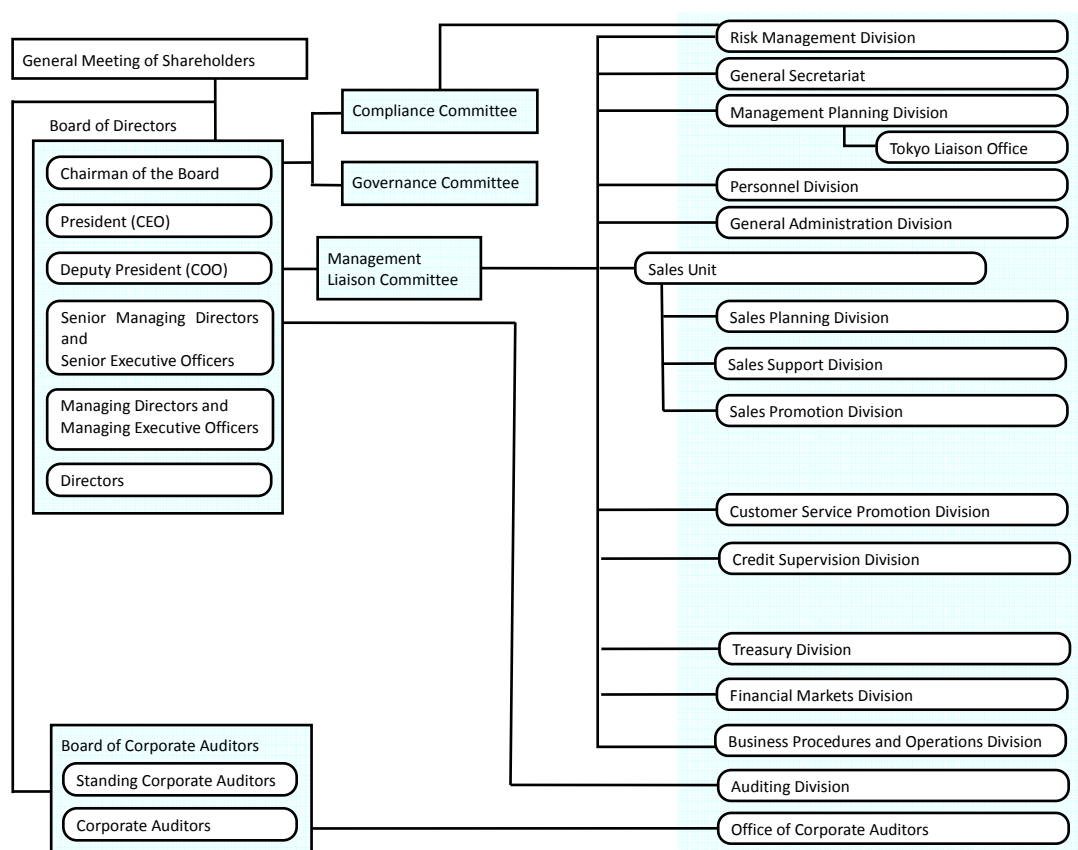 General Meeting of Shareholders
Board of Directors
Chairman of the Board
President (CEO)
Deputy President (COO)
Senior Managing Directors
and
Senior Executive Officers
Managing Directors and
Managing Executive Officers
Directors
Compliance Committee
Governance Committee
Management
Liaison Committee
Risk Management Division
General Secretariat
Management Planning Division
Tokyo Liaison Office
Personnel Division
General Administration Division
Sales Unit
Sales Planning Division
Sales Support Division
Sales Promotion Division
Customer Service Promotion Division
Credit Supervision Division
Treasury Division
Financial Markets Division
Business Procedures and Operations Division
Auditing Division
Office of Corporate Auditors
Board of Corporate Auditors
Standing Corporate Auditors
Corporate Auditors